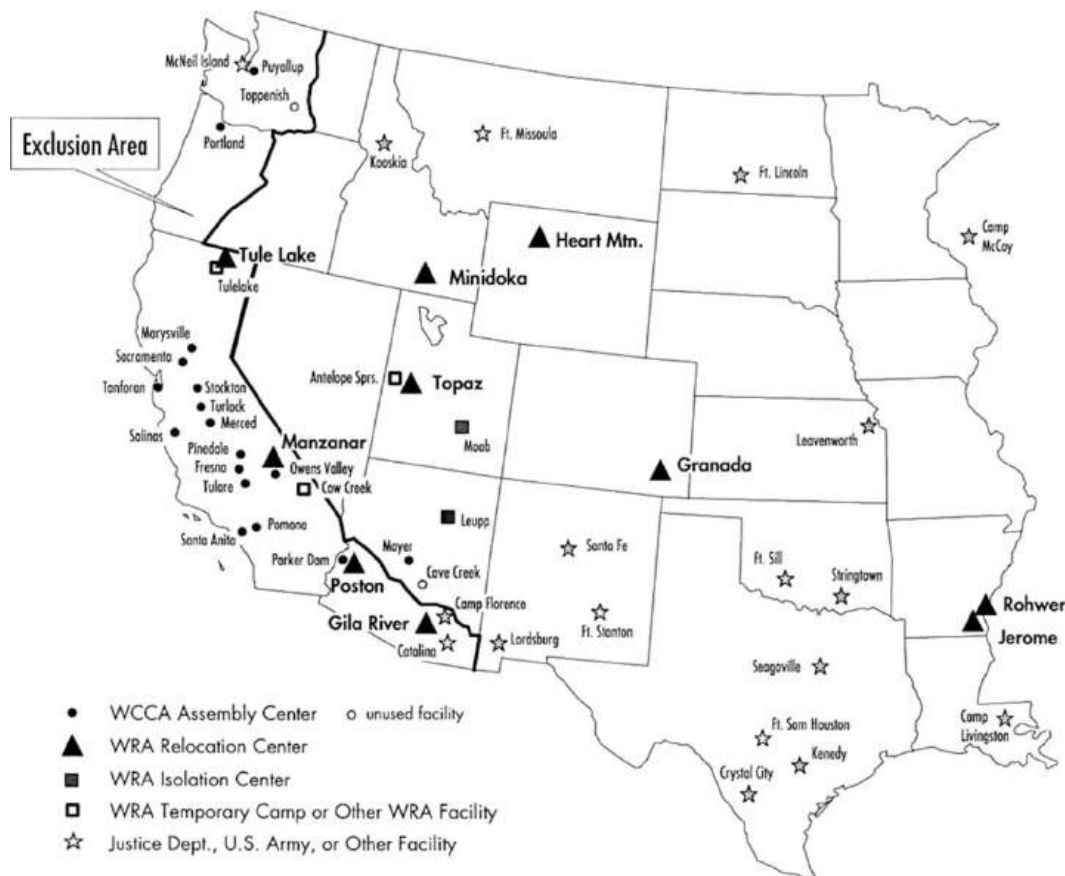 McNeil Island
Puyallup
Toppenish
Exclusion Area
Portland
Kooskia
Ft. Missoula
Ft. Lincoln
Camp
McCoy
Tule Lake
Tulelake
Minidoka
Heart Mtn.
Marysville
Sacramento
Tanforan
Stockton
Turlock
Merced
Salinas
Pinedale
Fresno
Tulare
Manzanar
Owens Valley
Cow Creek
Antelope Sprs.
Topaz
Moab
Granada
Leavenworth
Pomona
Santa Anita
Leupp
Parker Dam
Mayer
Cave Creek
Poston
Camp Florence
Gila River
Catalina
Lordsburg
Santa Fe
Ft. Stanton
Ft. Sill
Stringtown
Rohwer
Jerome
Seagoville
Ft. Sam Houston
Kenedy
Crystal City
Camp
Livingston
WCCA Assembly Center
unused facility
WRA Relocation Center
WRA Isolation Center
WRA Temporary Camp or Other WRA Facility
Justice Dept., U.S. Army, or Other Facility